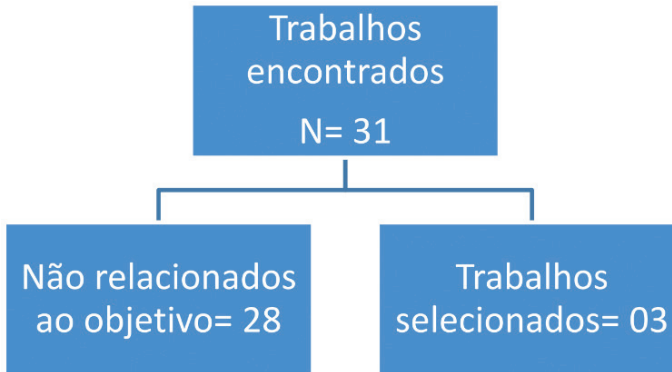 Trabalhos
encontrados
N= 31
Não relacionados
ao objetivo= 28
Trabalhos
selecionados= 03